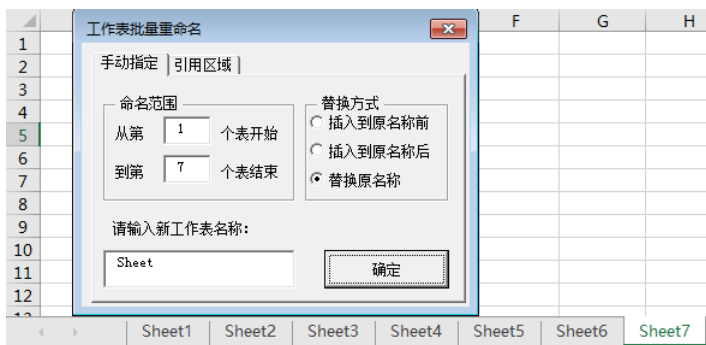 F G H
工作表批量重命名
手动指定 引用区域
命名范围
从第 1 个表开始
到第 7 个表结束
替换方式
插入到原名称前
插入到原名称后
替换原名称
请输入新工作表名称：
Sheet
确定
1
2
3
4
5
6
7
8
9
10
11
12
Sheet1 Sheet2 Sheet3 Sheet4 Sheet5 Sheet6 Sheet7